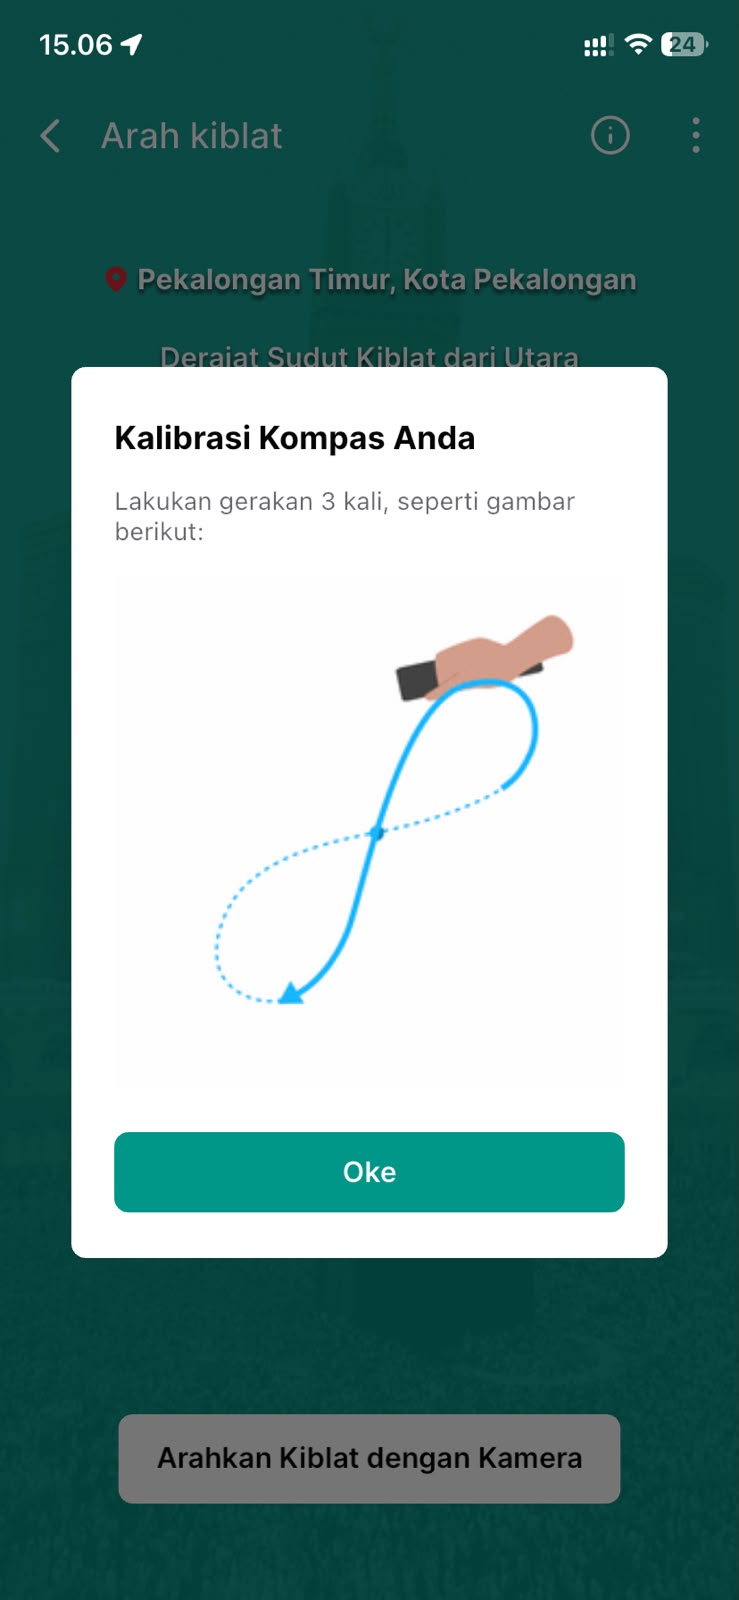 15.06
24
Arah kiblat
Pekalongan Timur, Kota Pekalongan
Derajat Sudut Kiblat dari Utara
Kalibrasi Kompas Anda
Lakukan gerakan 3 kali, seperti gambar
berikut:
Oke
Arahkan Kiblat dengan Kamera